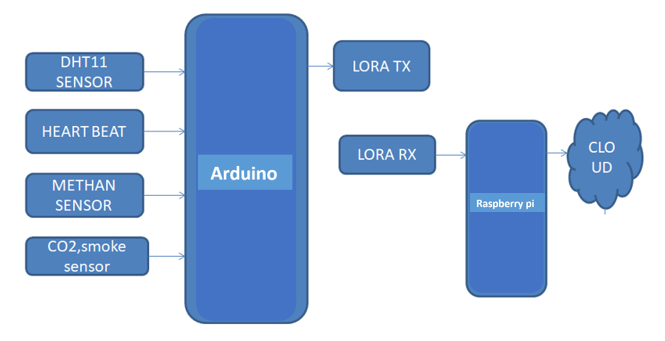 DHT11
SENSOR
HEART BEAT
METHAN
SENSOR
CO2,smoke
sensor
Arduino
LORA TX
LORA RX
Raspberry pi
CLO
UD